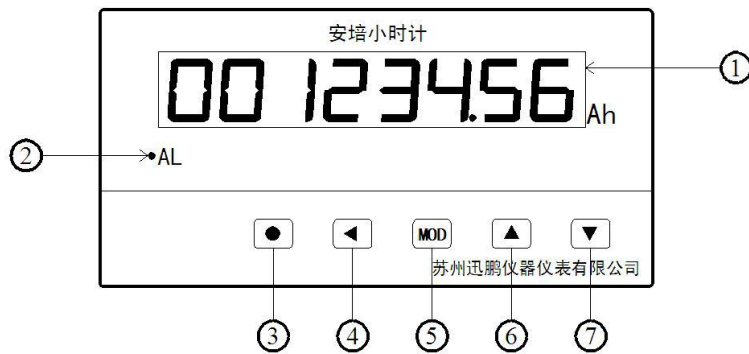 安培小时计
001234.56
Ah
①
②
AL
MOD
苏州迅鹏仪器仪表有限公司
③ ④ ⑤ ⑥ ⑦